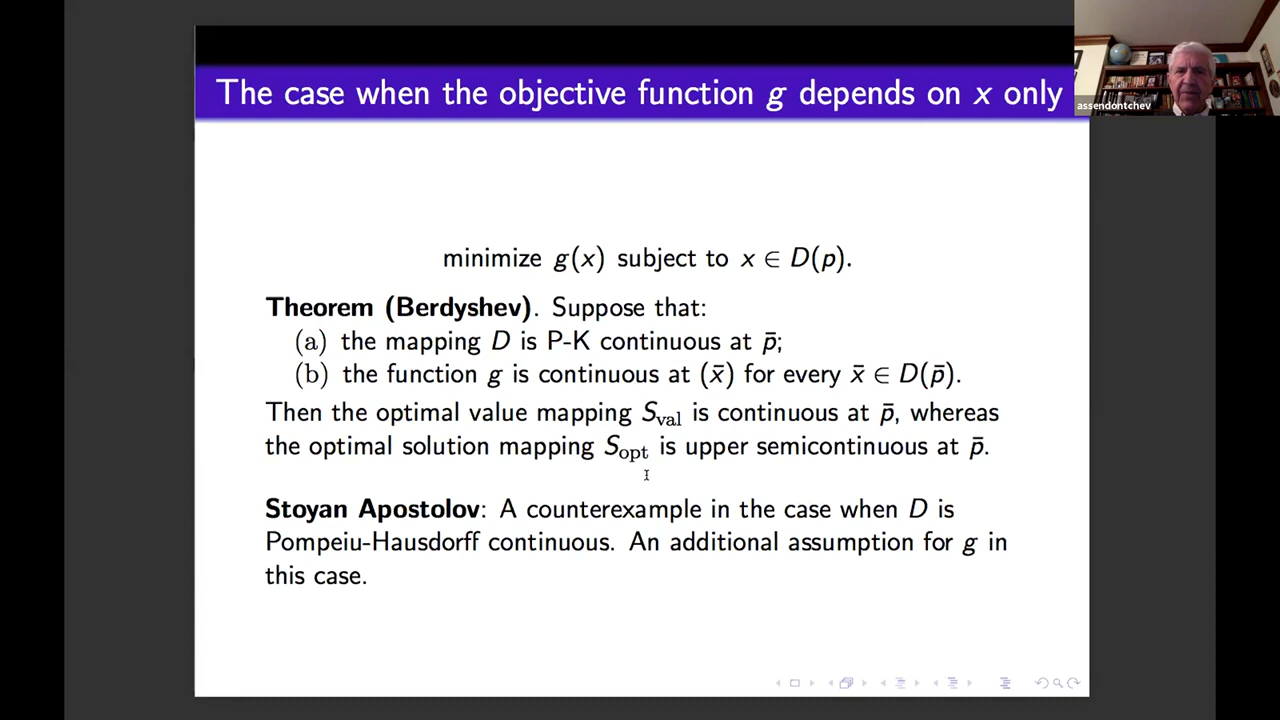 The case when the objective function g depends on x only
assendontchev
minimize g(x) subject to x ∈ D(p).
Theorem (Berdyshev). Suppose that:
(a) the mapping D is P-K continuous at p̄;
(b) the function g is continuous at (x̄) for every x̄ ∈ D(p̄).
Then the optimal value mapping S_val is continuous at p̄, whereas
the optimal solution mapping S_opt is upper semicontinuous at p̄.
Stoyan Apostolov: A counterexample in the case when D is
Pompeiu-Hausdorff continuous. An additional assumption for g in
this case.